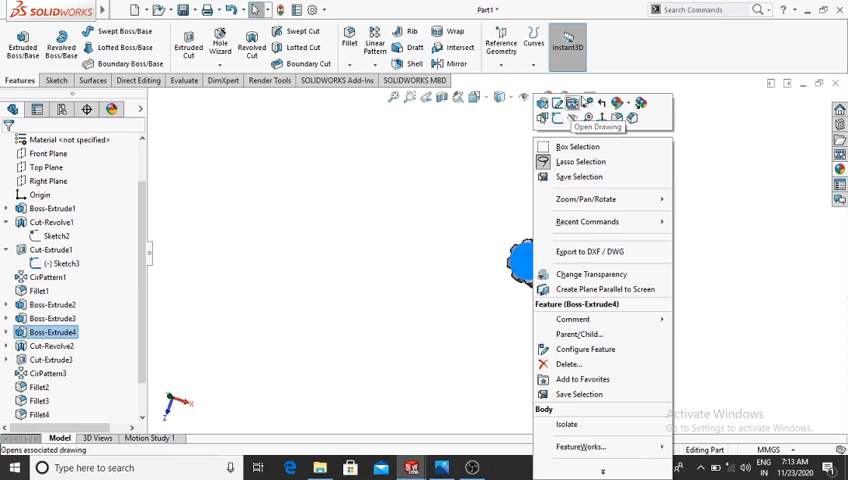 SOLIDWORKS
Part1 *
Search Commands
Extruded Boss/Base
Revolved Boss/Base
Swept Boss/Base
Lofted Boss/Base
Boundary Boss/Base
Extruded Cut
Hole Wizard
Revolved Cut
Swept Cut
Lofted Cut
Boundary Cut
Fillet
Linear Pattern
Rib
Draft
Shell
Wrap
Intersect
Mirror
Reference Geometry
Curves
Instant3D
Features
Sketch
Surfaces
Direct Editing
Evaluate
DimXpert
Render Tools
SOLIDWORKS Add-Ins
SOLIDWORKS MBD
Material <not specified>
Front Plane
Top Plane
Right Plane
Origin
Boss-Extrude1
Cut-Revolve1
Sketch2
Cut-Extrude1
(-) Sketch3
CirPattern1
Fillet1
Boss-Extrude2
Boss-Extrude3
Boss-Extrude4
Cut-Revolve2
Cut-Extrude3
CirPattern3
Fillet2
Fillet3
Fillet4
Open Drawing
Box Selection
Lasso Selection
Save Selection
Zoom/Pan/Rotate
Recent Commands
Export to DXF / DWG
Change Transparency
Create Plane Parallel to Screen
Feature (Boss-Extrude4)
Comment
Parent/Child...
Configure Feature
Delete...
Add to Favorites
Save Selection
Body
Isolate
FeatureWorks...
X
Z
Activate Windows
Go to Settings to activate Windows.
Model
3D Views
Motion Study 1
Opens associated drawing
Editing Part
MMGS
Type here to search
ENG
IN
7:13 AM
11/23/2020